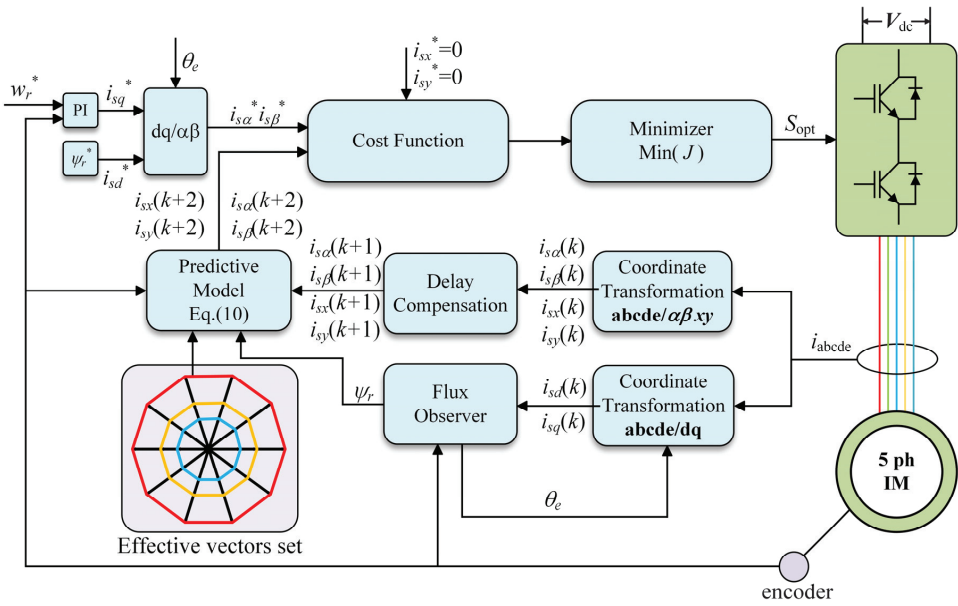 V_dc
θ_e
i_sx^*=0
i_sy^*=0
w_r^*
PI
i_sq^*
dq/αβ
i_sα^* i_sβ^*
Cost Function
Minimizer
Min( J )
S_opt
ψ_r^*
i_sd^*
i_sx(k+2) i_sα(k+2)
i_sy(k+2) i_sβ(k+2)
Predictive
Model
Eq.(10)
i_sα(k+1)
i_sβ(k+1)
i_sx(k+1)
i_sy(k+1)
Delay
Compensation
i_sα(k)
i_sβ(k)
i_sx(k)
i_sy(k)
Coordinate
Transformation
abcde/αβ xy
i_abcde
ψ_r
Flux
Observer
i_sd(k)
i_sq(k)
Coordinate
Transformation
abcde/dq
θ_e
5 ph
IM
Effective vectors set
encoder